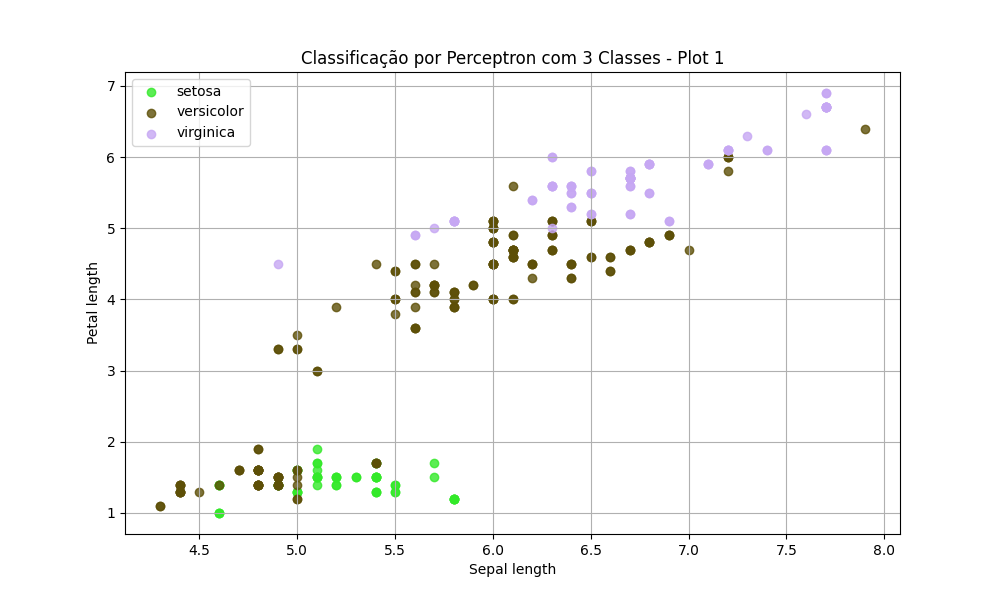 Classificação por Perceptron com 3 Classes - Plot 1
setosa
versicolor
virginica
7
6
5
4
3
2
1
Petal length
4.5 5.0 5.5 6.0 6.5 7.0 7.5 8.0
Sepal length